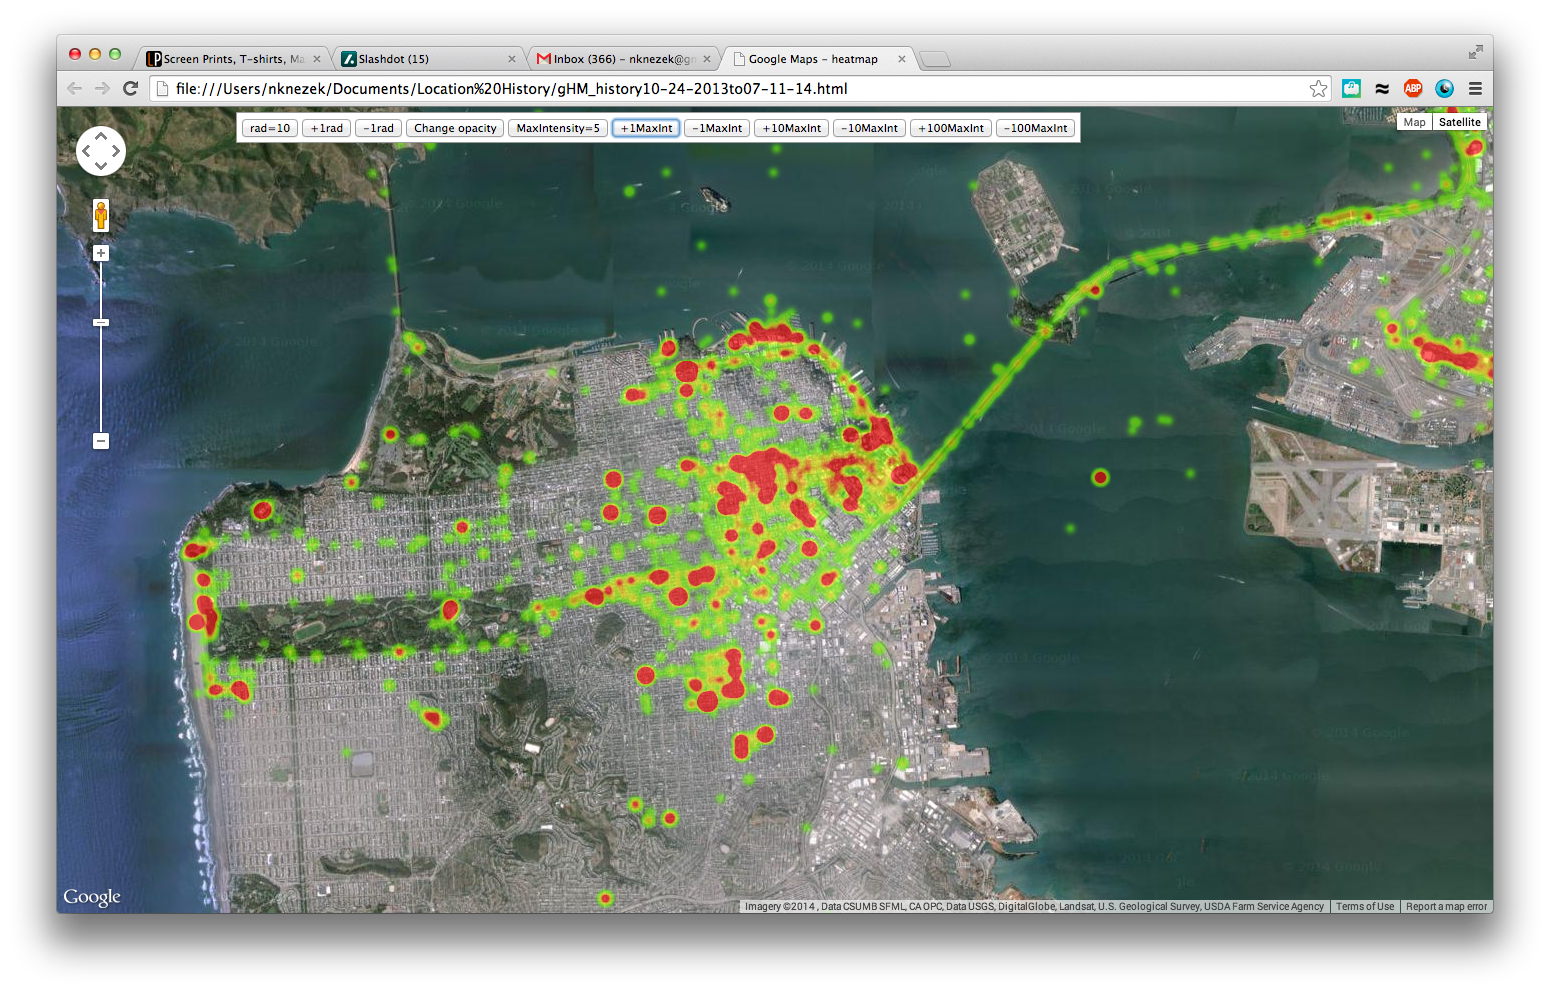 Screen Prints, T-shirts, Ma
Slashdot (15)
Inbox (366) – nknezek@gm
Google Maps – heatmap
file:///Users/nknezek/Documents/Location%20History/gHM_history10-24-2013to07-11-14.html
ABP
rad=10
+1rad
-1rad
Change opacity
MaxIntensity=5
+1MaxInt
-1MaxInt
+10MaxInt
-10MaxInt
+100MaxInt
-100MaxInt
Map
Satellite
Google
Imagery ©2014 , Data CSUMB SFML, CA OPC, Data USGS, DigitalGlobe, Landsat, U.S. Geological Survey, USDA Farm Service Agency
Terms of Use
Report a map error